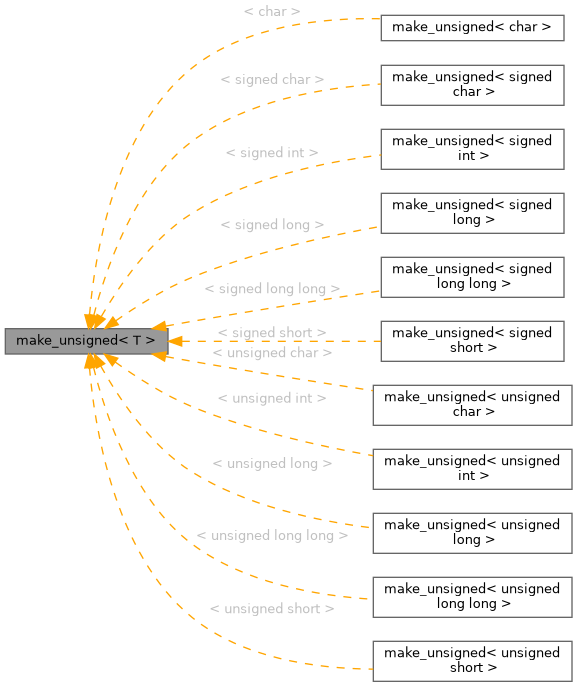 < char >
make_unsigned< char >
< signed char >
make_unsigned< signed
char >
< signed int >
make_unsigned< signed
int >
< signed long >
make_unsigned< signed
long >
< signed long long >
make_unsigned< signed
long long >
make_unsigned< T >
< signed short >
make_unsigned< signed
short >
< unsigned char >
make_unsigned< unsigned
char >
< unsigned int >
make_unsigned< unsigned
int >
< unsigned long >
make_unsigned< unsigned
long >
< unsigned long long >
make_unsigned< unsigned
long long >
< unsigned short >
make_unsigned< unsigned
short >